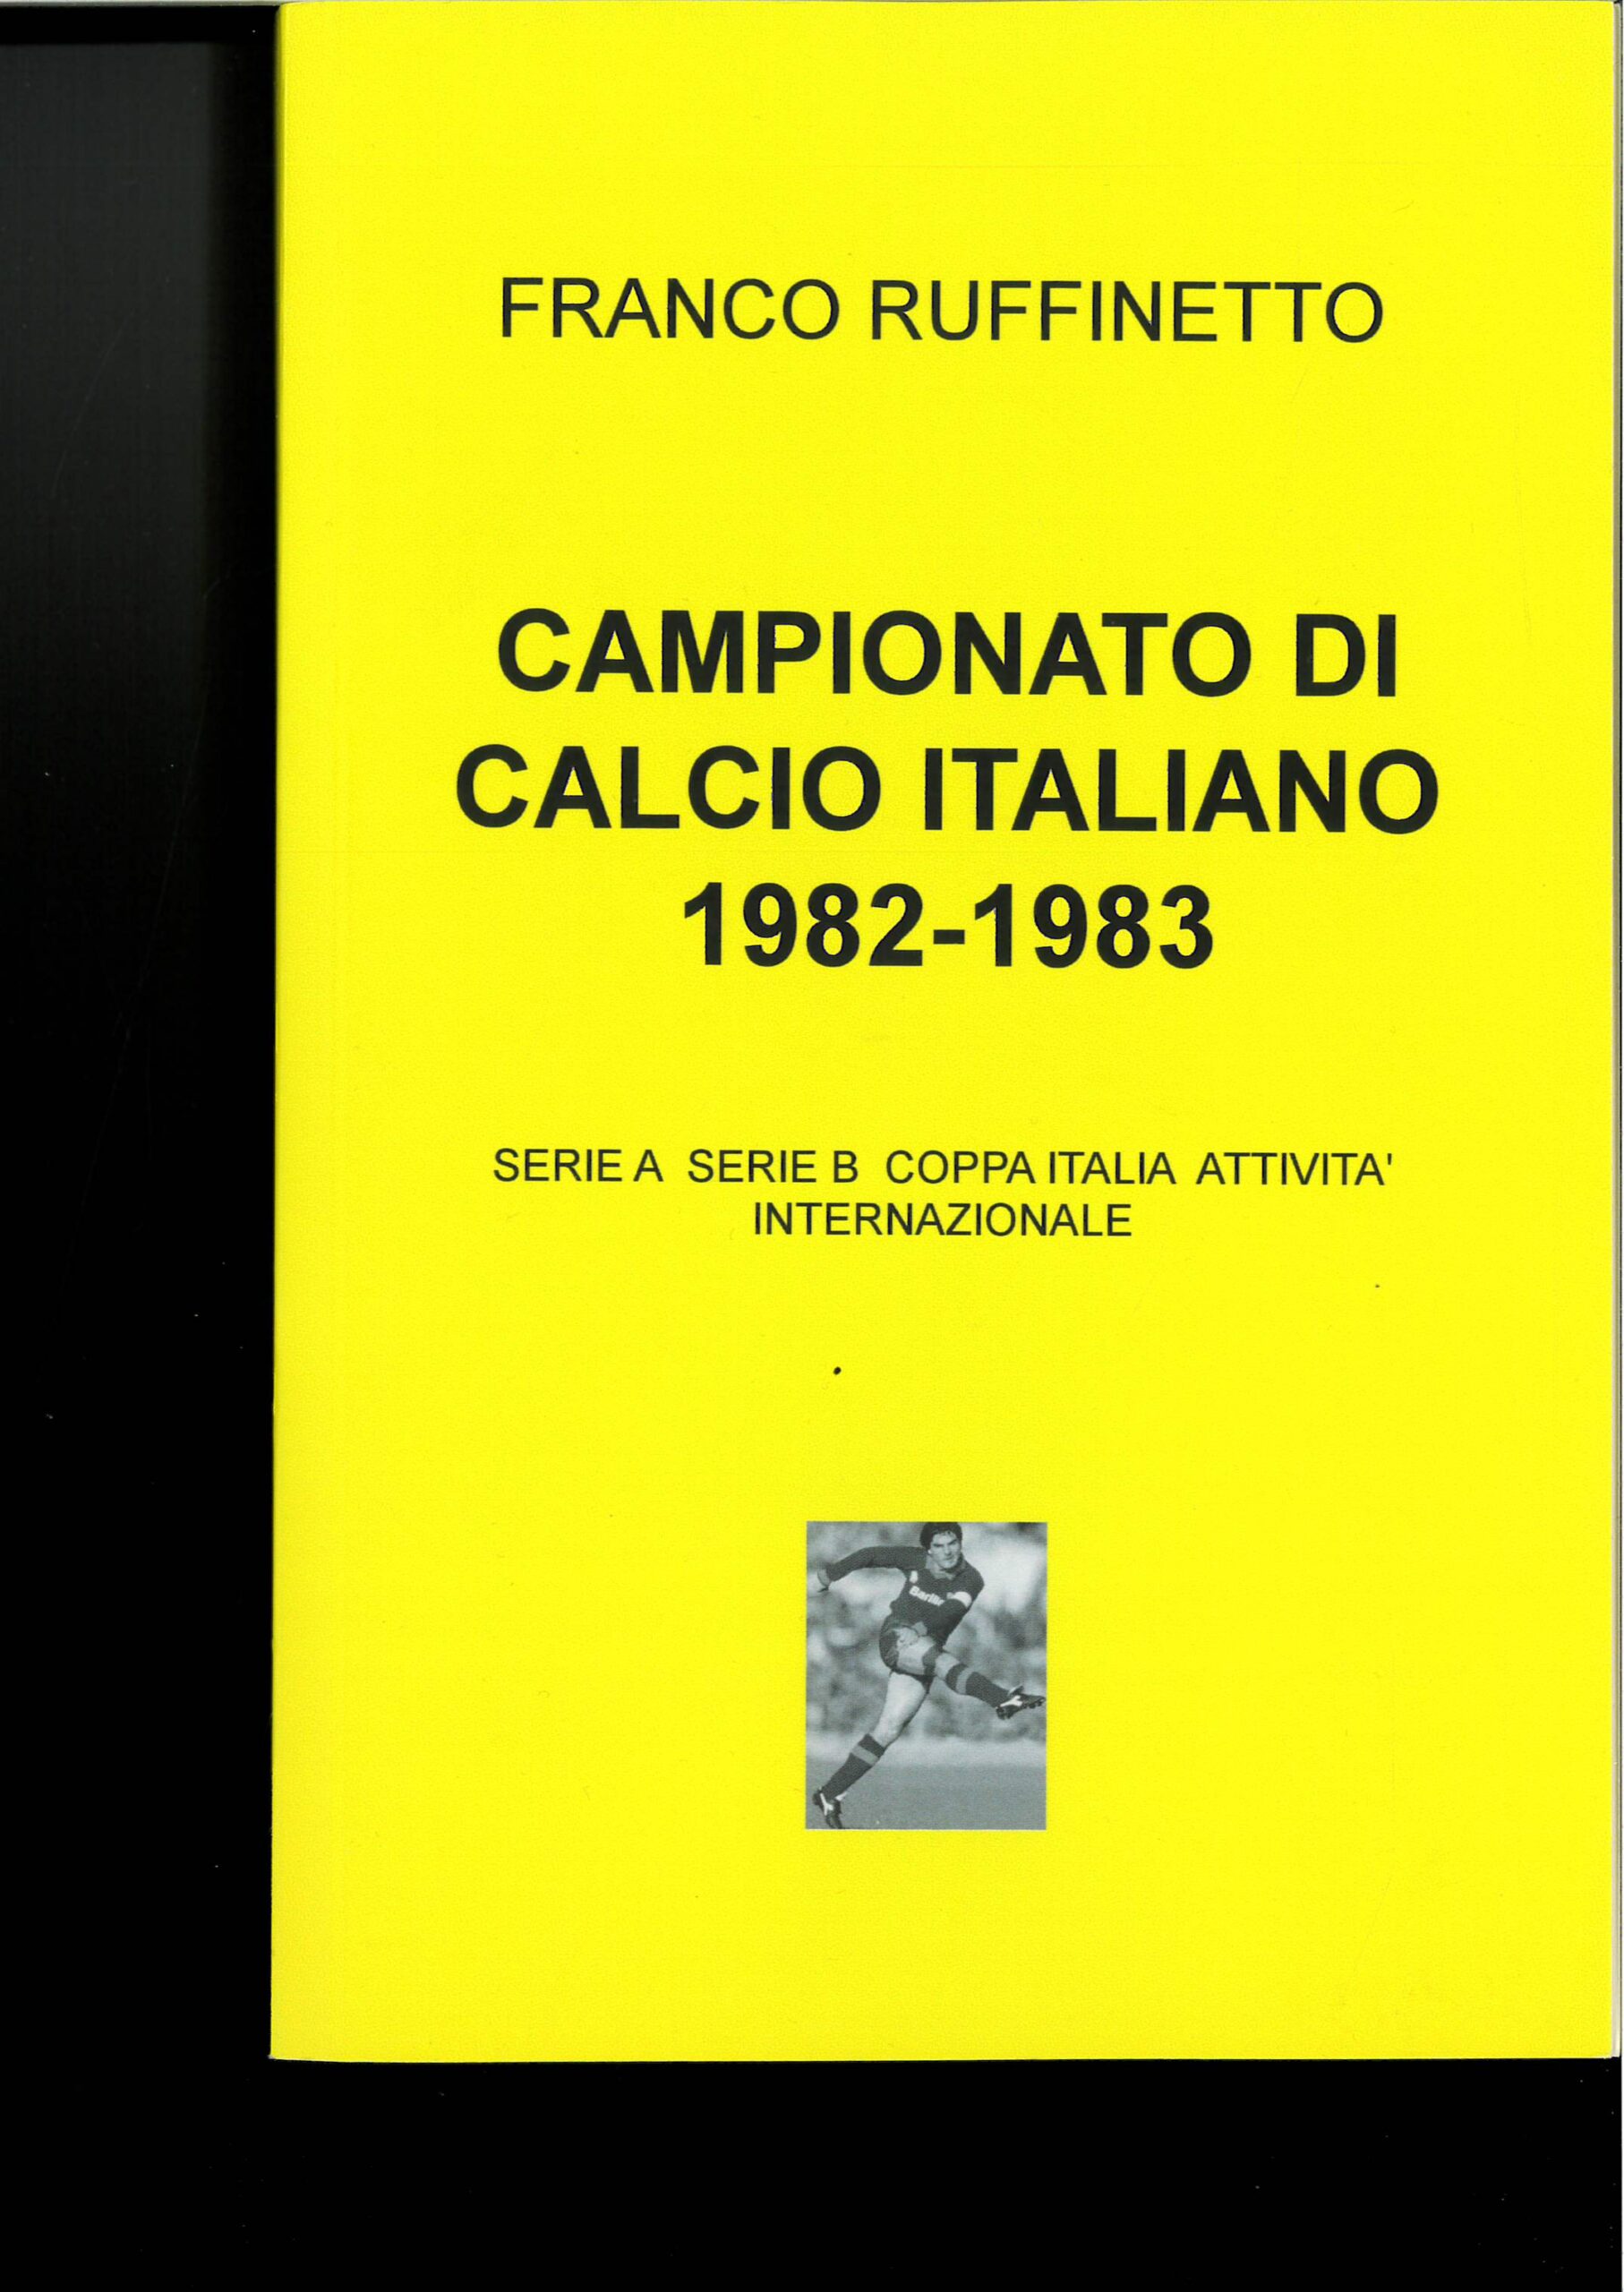 FRANCO RUFFINETTO
CAMPIONATO DI
CALCIO ITALIANO
1982-1983
SERIE A  SERIE B  COPPA ITALIA  ATTIVITA'
INTERNAZIONALE